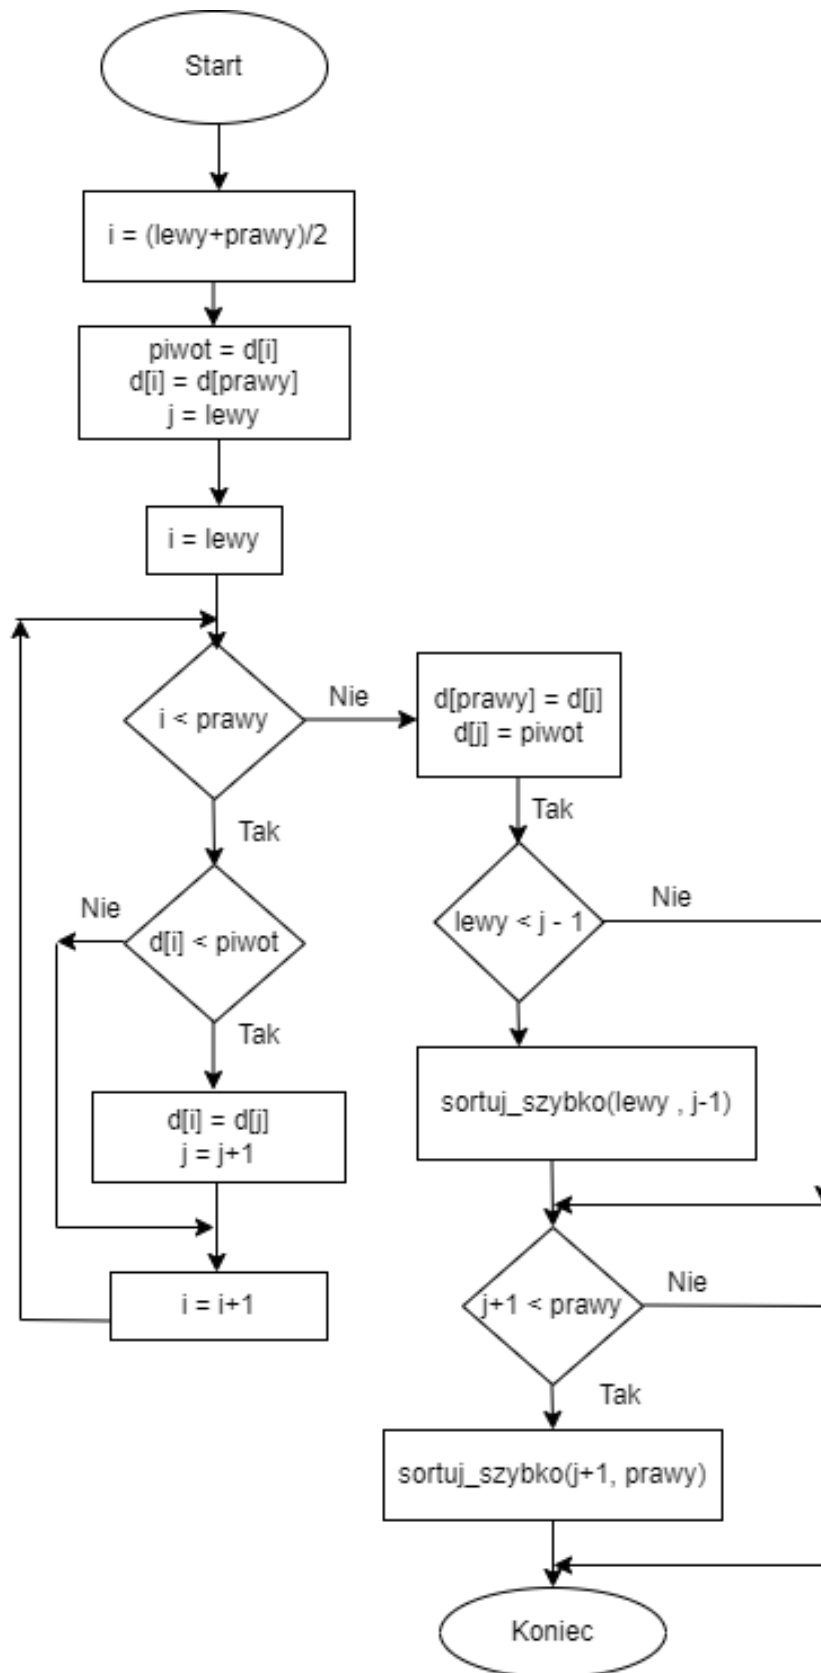 Start
i = (lewy+prawy)/2
piwot = d[i]
d[i] = d[prawy]
j = lewy
i = lewy
i < prawy
Nie
d[prawy] = d[j]
d[j] = piwot
Tak
Tak
Nie
d[i] < piwot
lewy < j - 1
Nie
Tak
d[i] = d[j]
j = j+1
sortuj_szybko(lewy , j-1)
i = i+1
j+1 < prawy
Nie
Tak
sortuj_szybko(j+1, prawy)
Koniec